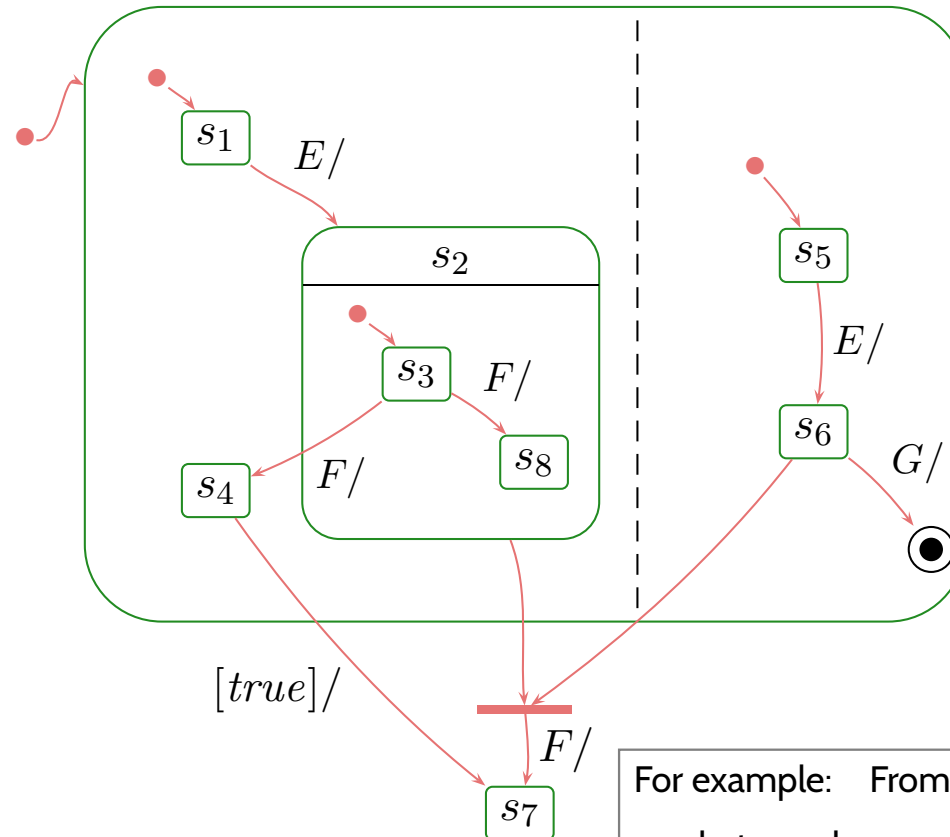 s1
E/
s2
s5
E/
s3
F/
s6
s8
G/
s4
F/
[true]/
F/
s7
For example: From